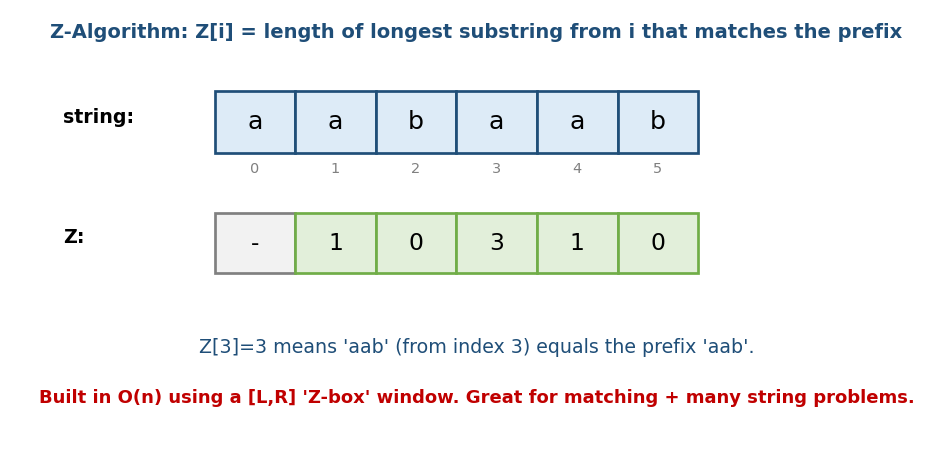 Z-Algorithm: Z[i] = length of longest substring from i that matches the prefix
string: a a b a a b
0 1 2 3 4 5
Z: - 1 0 3 1 0
Z[3]=3 means 'aab' (from index 3) equals the prefix 'aab'.
Built in O(n) using a [L,R] 'Z-box' window. Great for matching + many string problems.